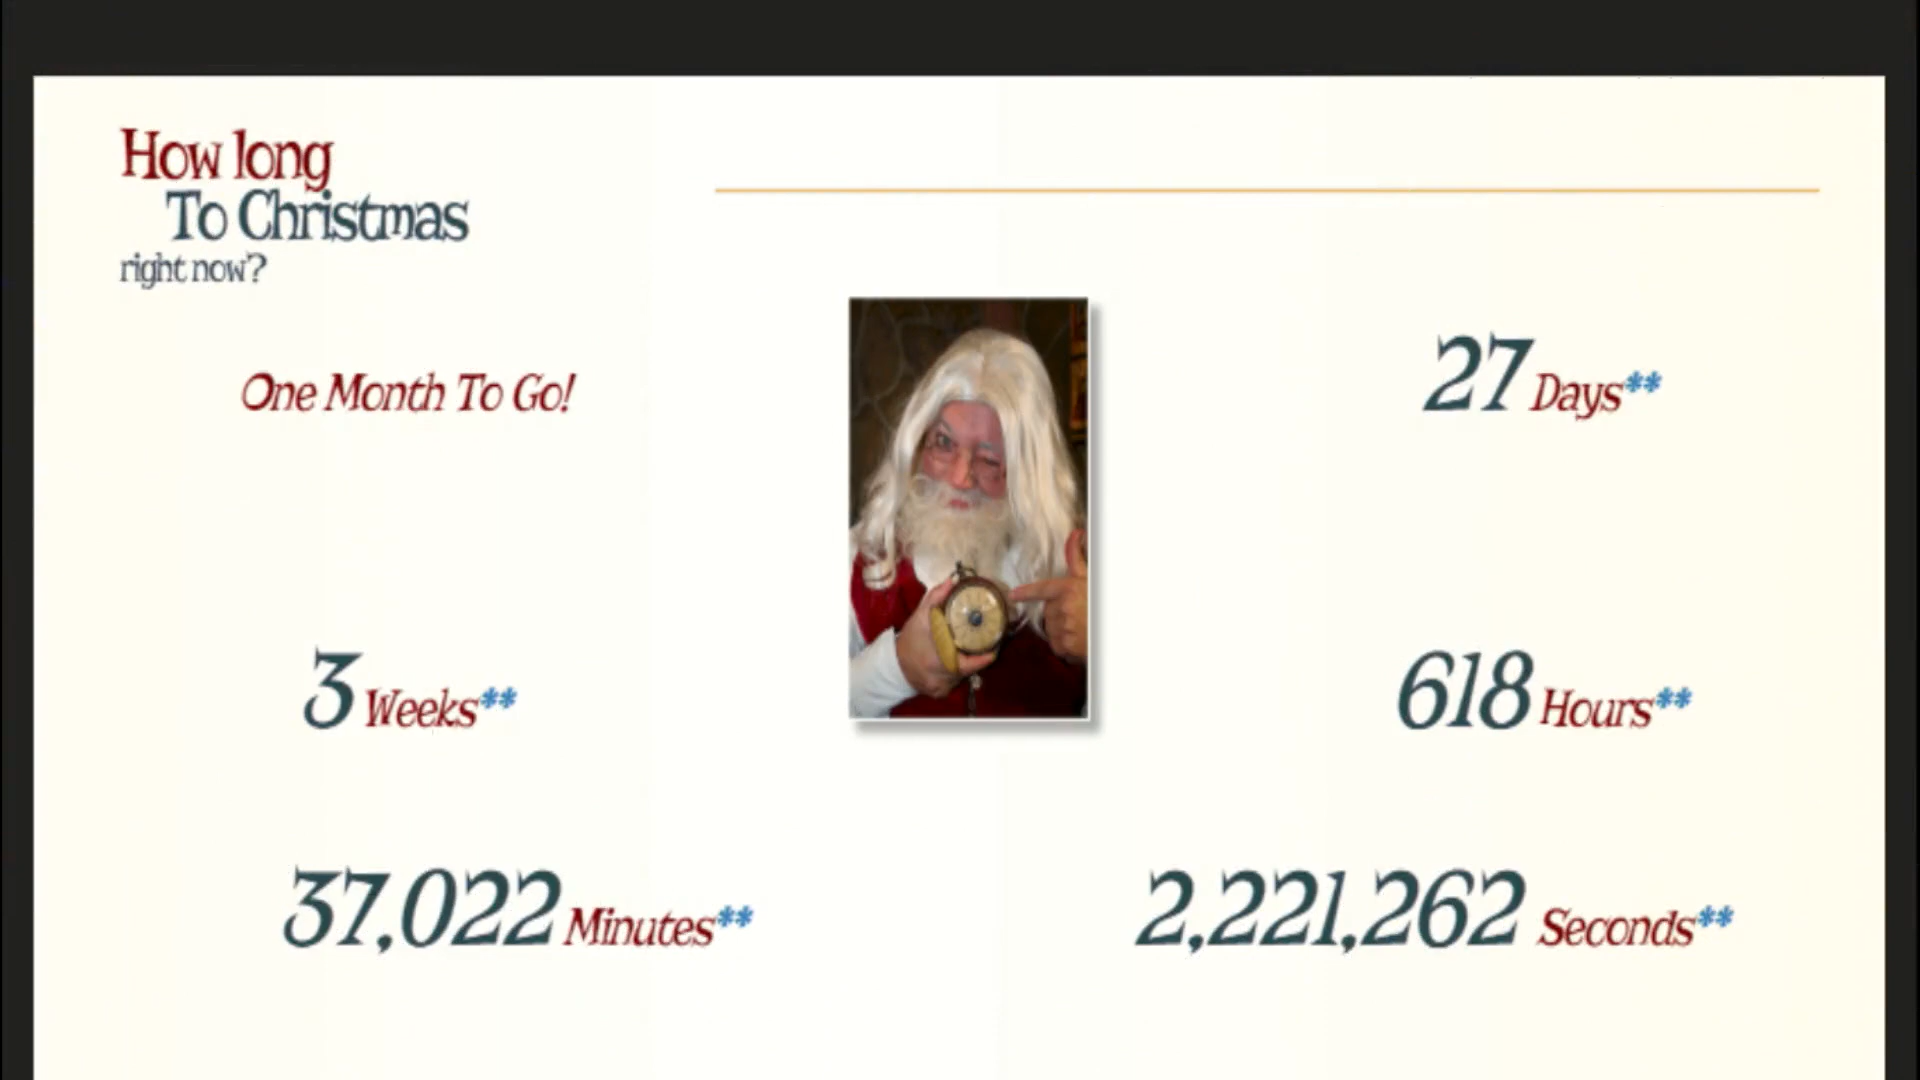 How long
To Christmas
right now?
One Month To Go!
27 Days**
3 Weeks**
618 Hours**
37,022 Minutes**
2,221,262 Seconds**